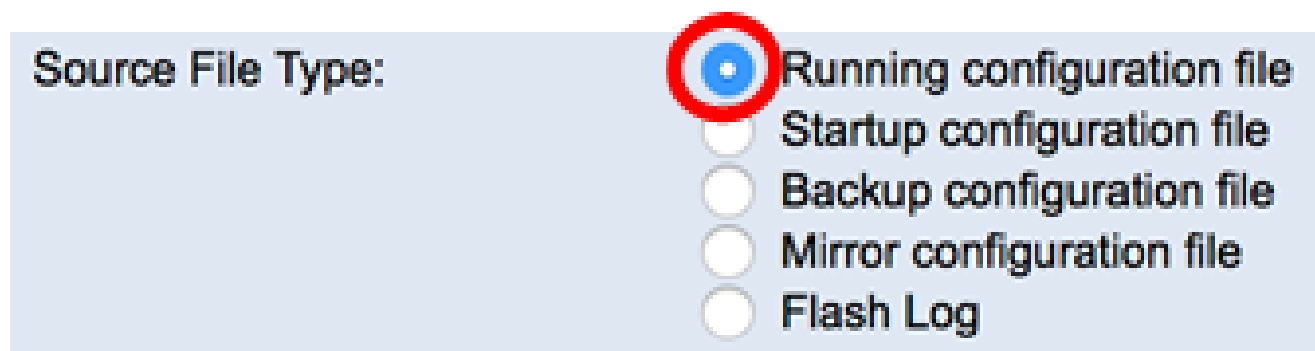 Source File Type: Running configuration file
Startup configuration file
Backup configuration file
Mirror configuration file
Flash Log